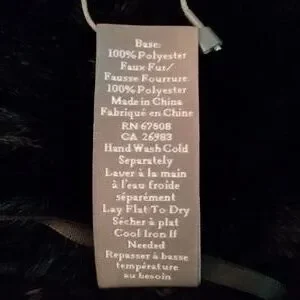 Base:
100% Polyester
Faux Fur/
Fausse Fourrure:
100% Polyester
Made in China
Fabriqué en Chine
RN 67508
CA 26983
Hand Wash Cold
Separately
Laver à la main
à l'eau froide
séparément
Lay Flat To Dry
Sécher à plat
Cool Iron If
Needed
Repasser à basse
température
au besoin